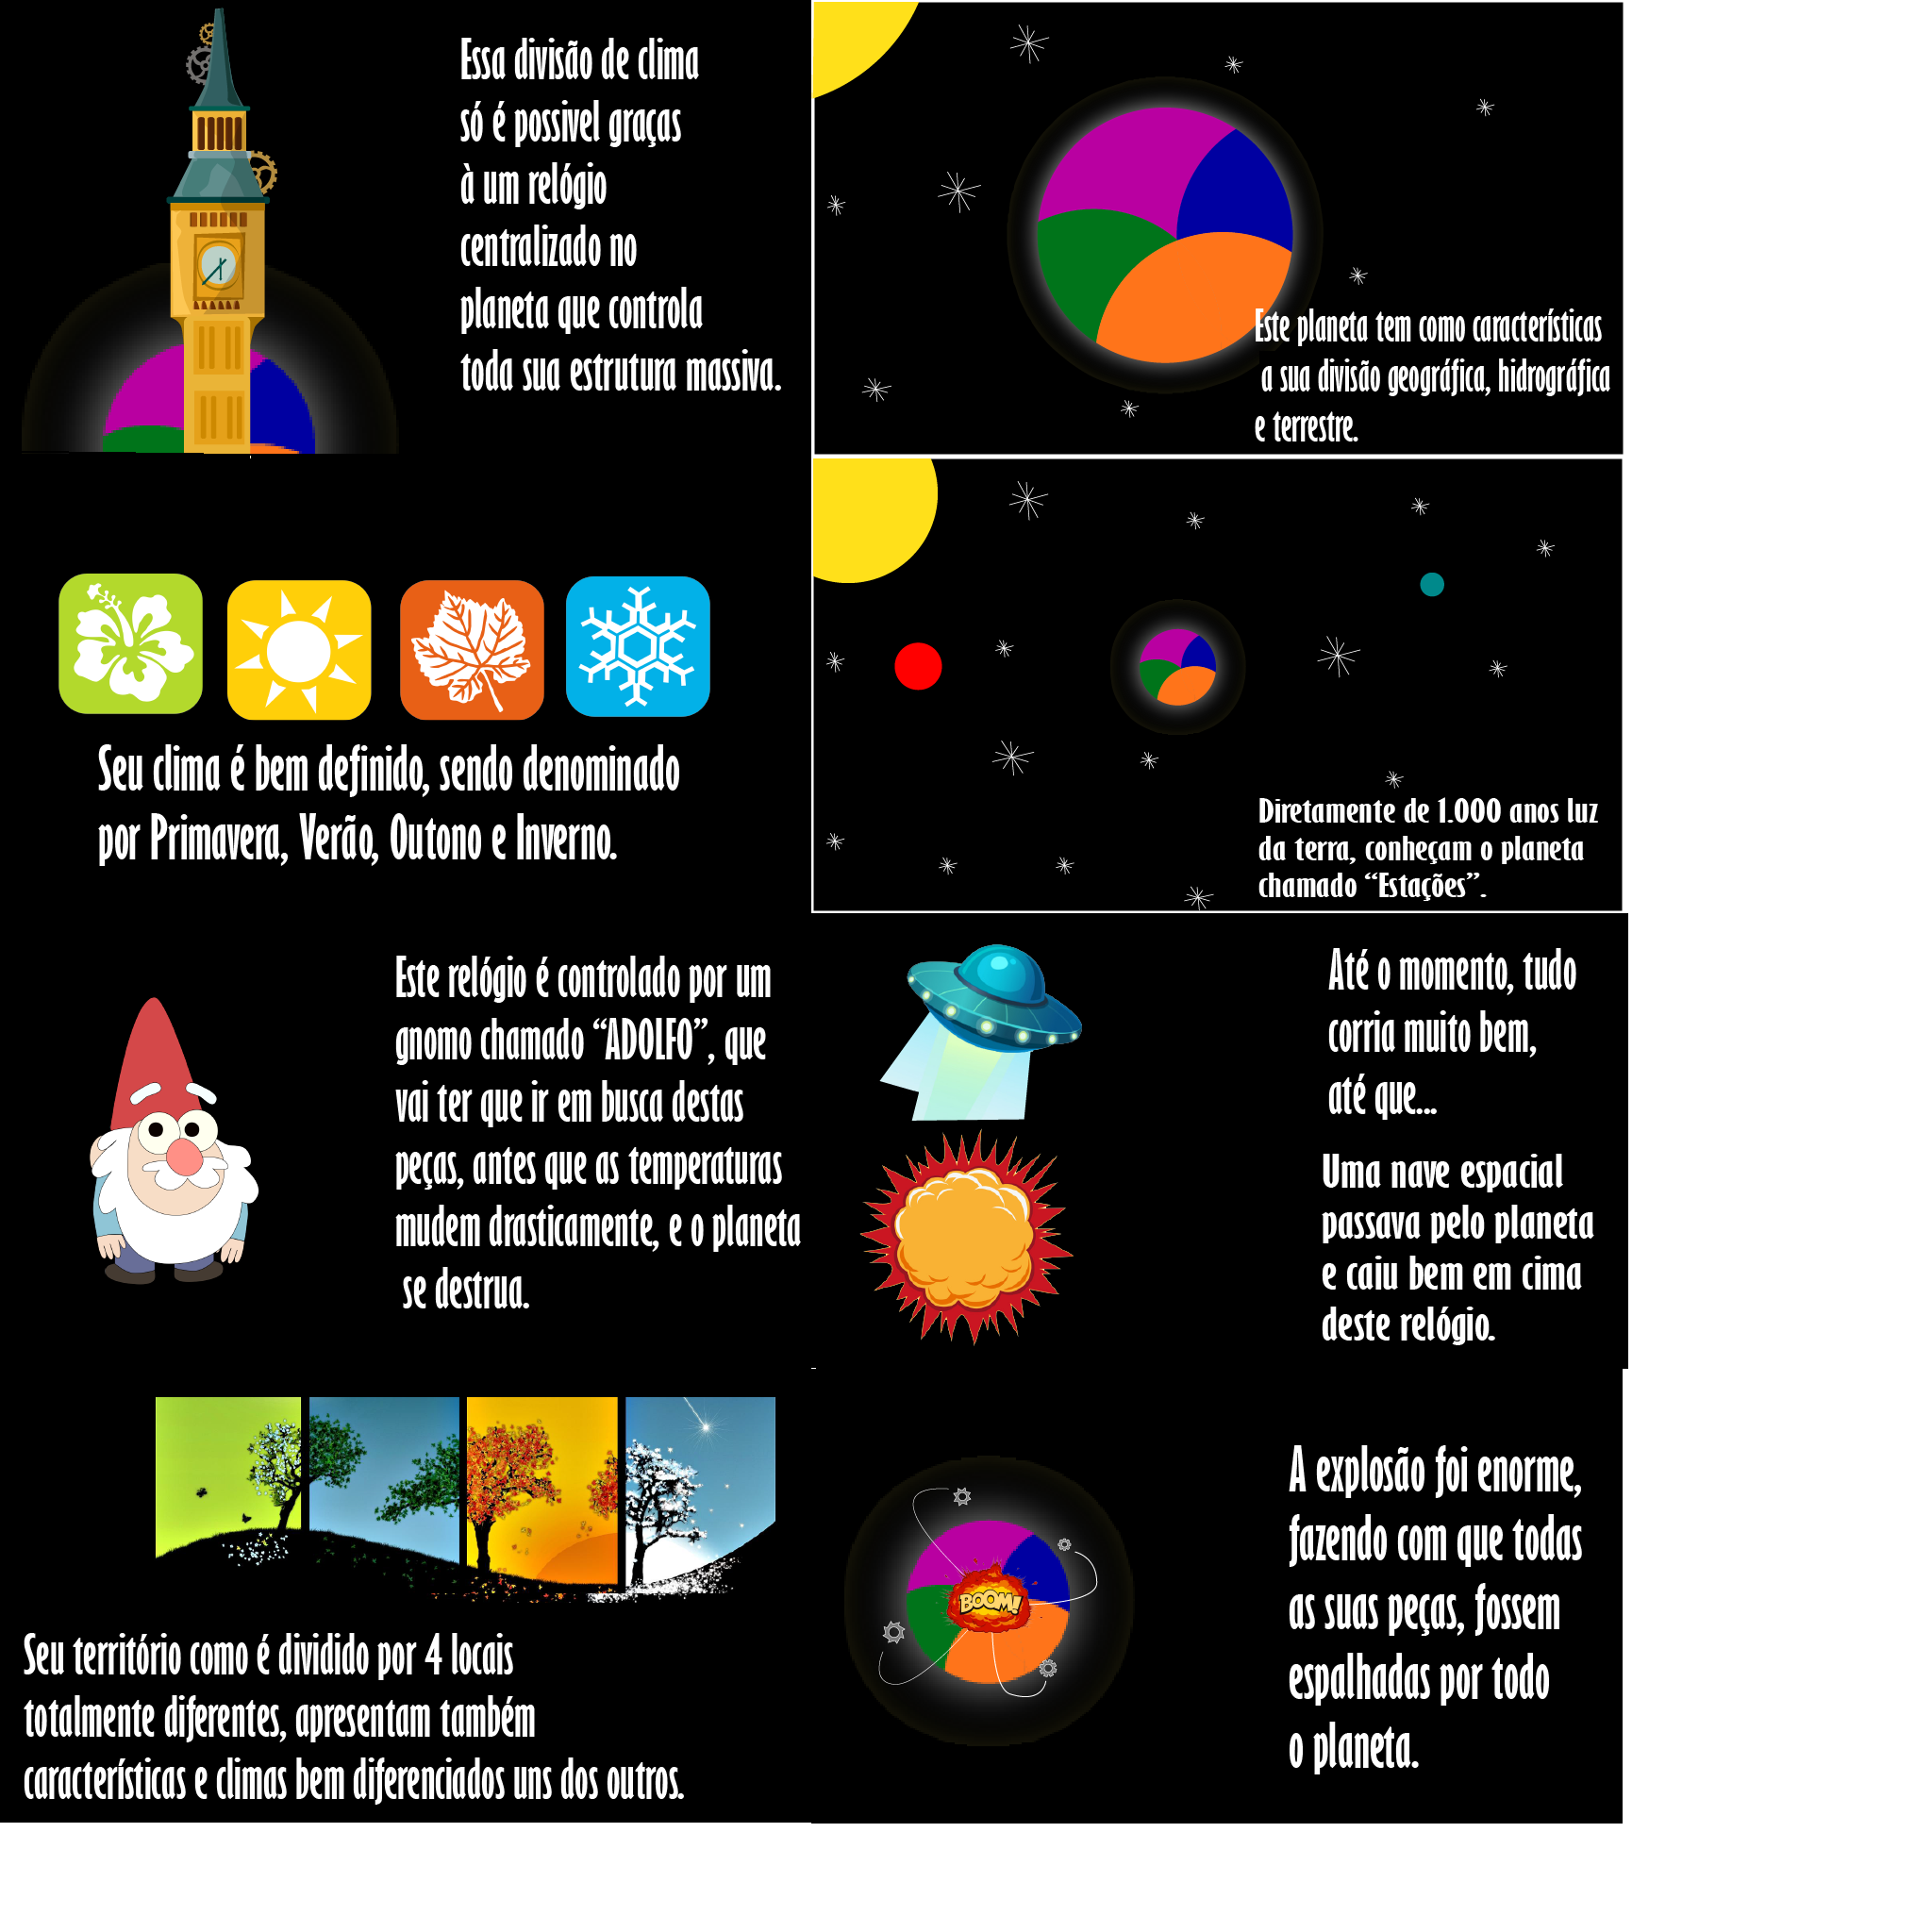 Essa divisão de clima
só é possivel graças
à um relógio
centralizado no
planeta que controla
toda sua estrutura massiva.
Este planeta tem como características
a sua divisão geográfica, hidrográfica
e terrestre.
Seu clima é bem definido, sendo denominado
por Primavera, Verão, Outono e Inverno.
Diretamente de 1.000 anos luz
da terra, conheçam o planeta
chamado “Estações”.
Este relógio é controlado por um
gnomo chamado “ADOLFO”, que
vai ter que ir em busca destas
peças, antes que as temperaturas
mudem drasticamente, e o planeta
se destrua.
Até o momento, tudo
corria muito bem,
até que...
Uma nave espacial
passava pelo planeta
e caiu bem em cima
deste relógio.
Seu território como é dividido por 4 locais
totalmente diferentes, apresentam também
características e climas bem diferenciados uns dos outros.
BOOM!
A explosão foi enorme,
fazendo com que todas
as suas peças, fossem
espalhadas por todo
o planeta.